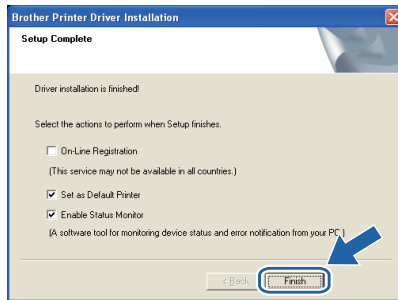 Brother Printer Driver Installation
Setup Complete
Driver installation is finished!
Select the actions to perform when Setup finishes.
On-Line Registration
(This service may not be available in all countries.)
Set as Default Printer
Enable Status Monitor
(A software tool for monitoring device status and error notification from your PC.)
< Back
Finish